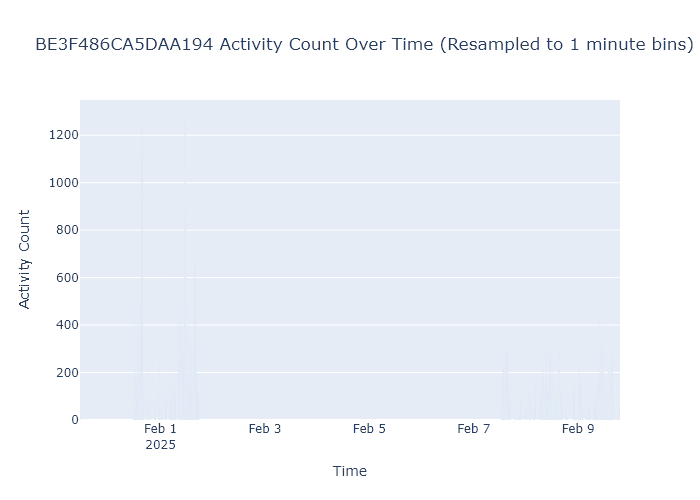 BE3F486CA5DAA194 Activity Count Over Time (Resampled to 1 minute bins)
1200
1000
800
600
400
200
0
Activity Count
Feb 1
2025
Feb 3
Feb 5
Feb 7
Feb 9
Time